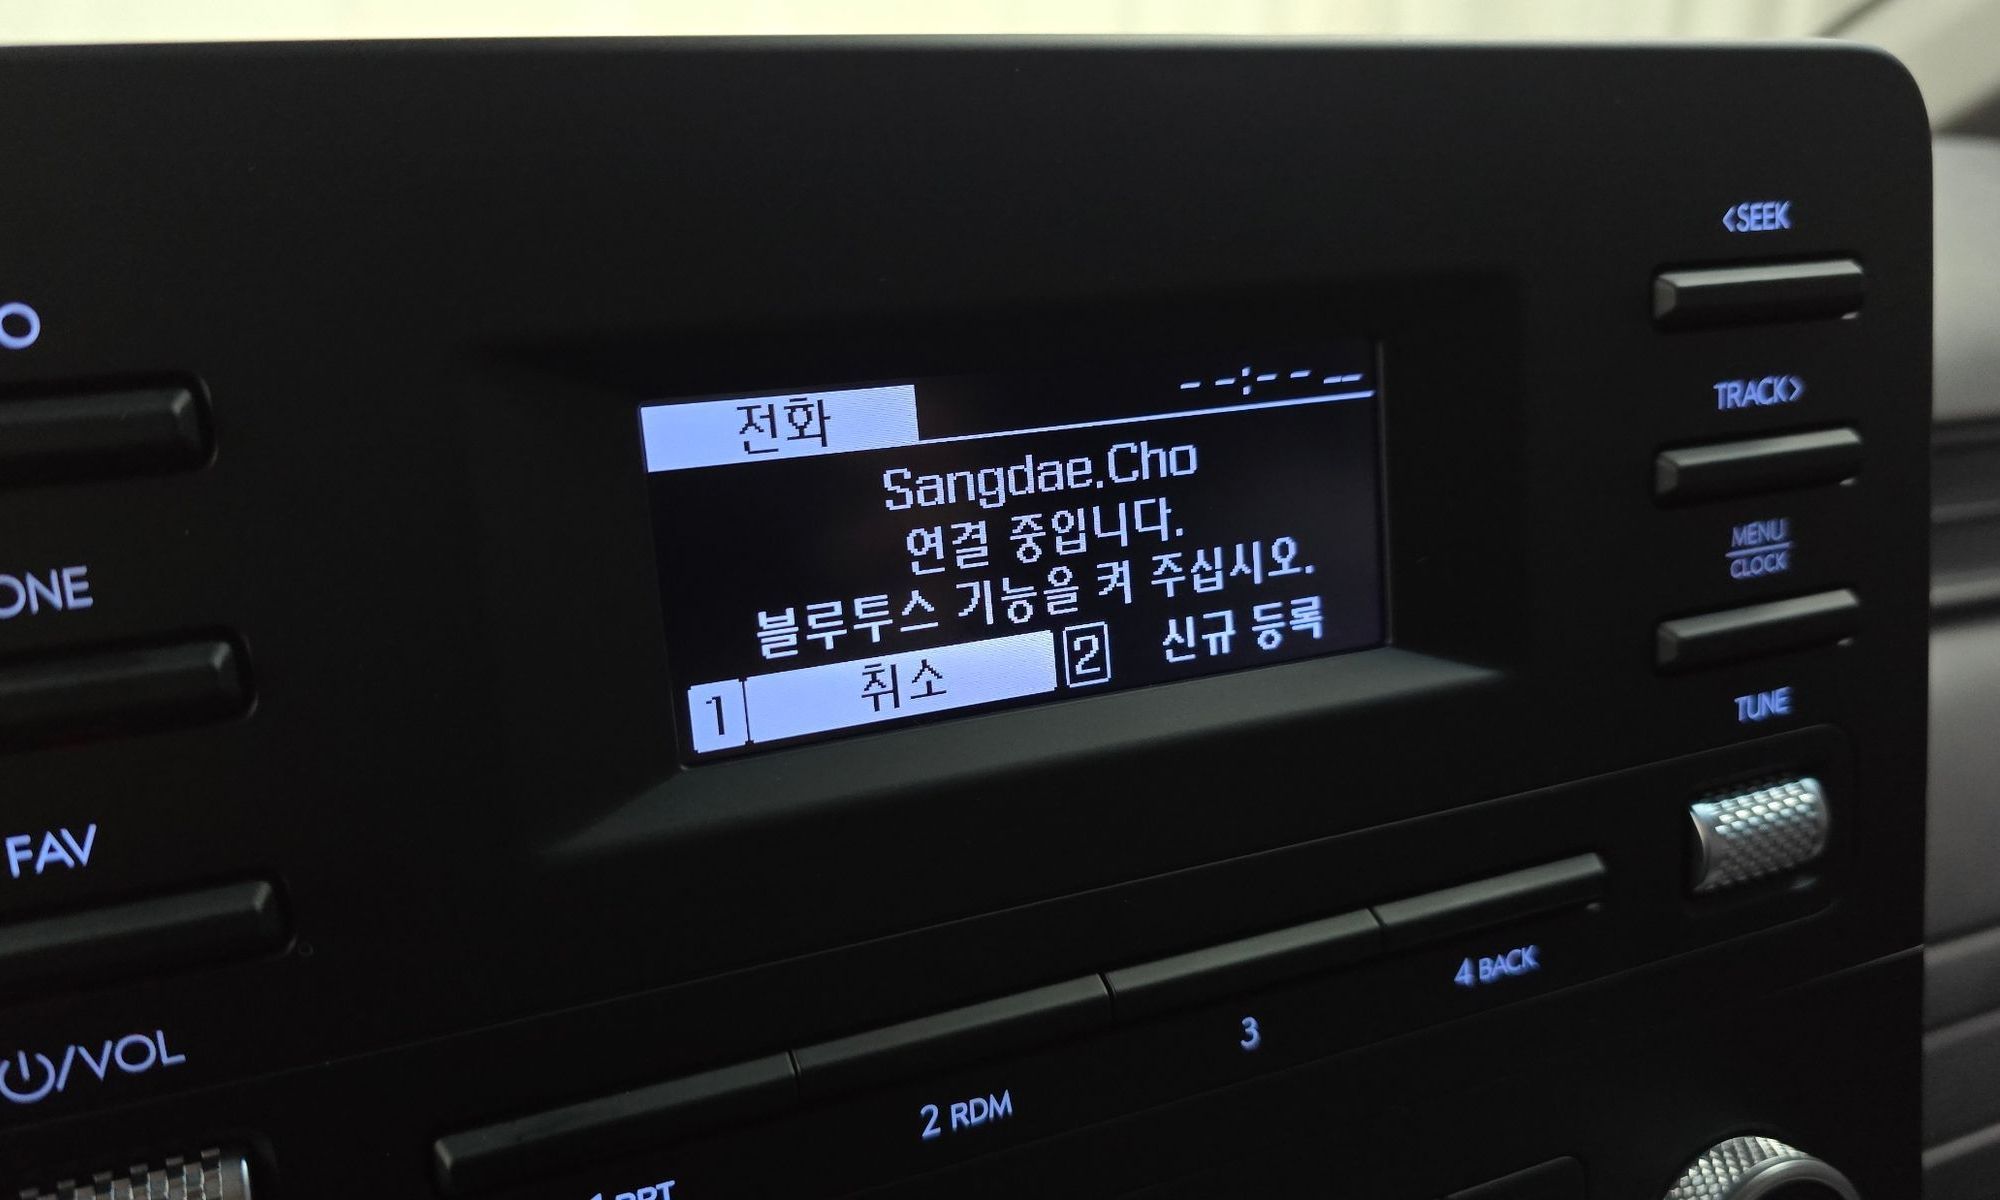 전화
--:-- --
Sangdae.Cho
연결 중입니다.
블루투스 기능을 켜 주십시오.
1 취소 2 신규 등록
<SEEK
TRACK>
MENU
CLOCK
TUNE
FAV
/VOL
2 RDM
3
4 BACK